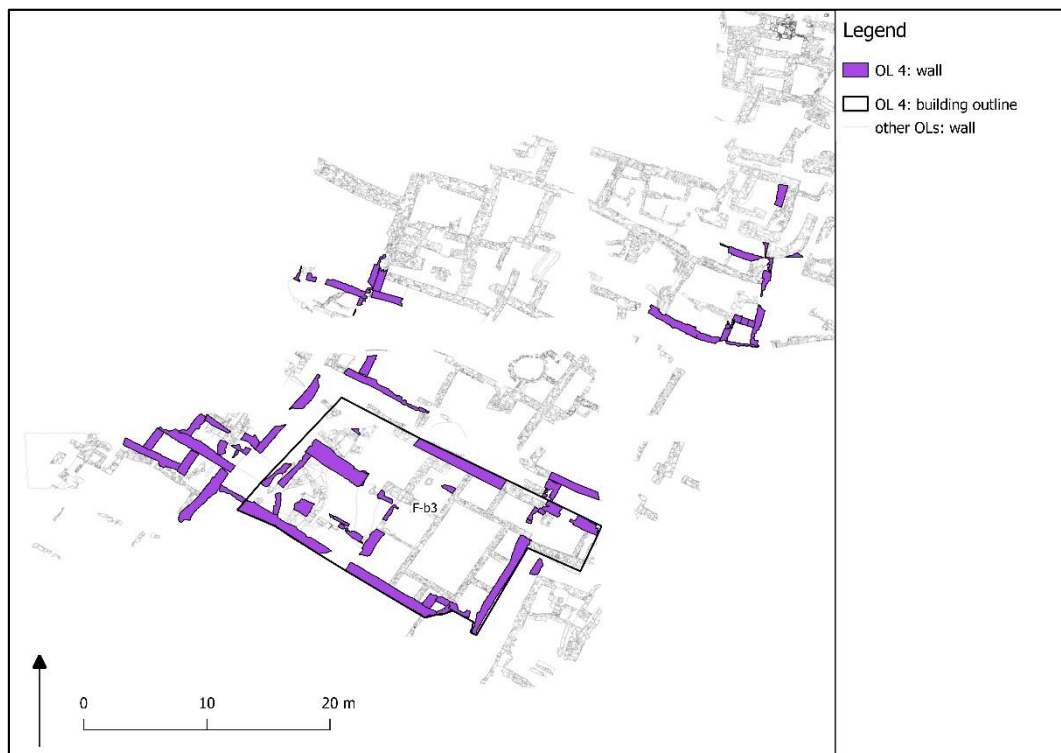 Legend
OL 4: wall
OL 4: building outline
other OLs: wall
F-b3
0 10 20 m